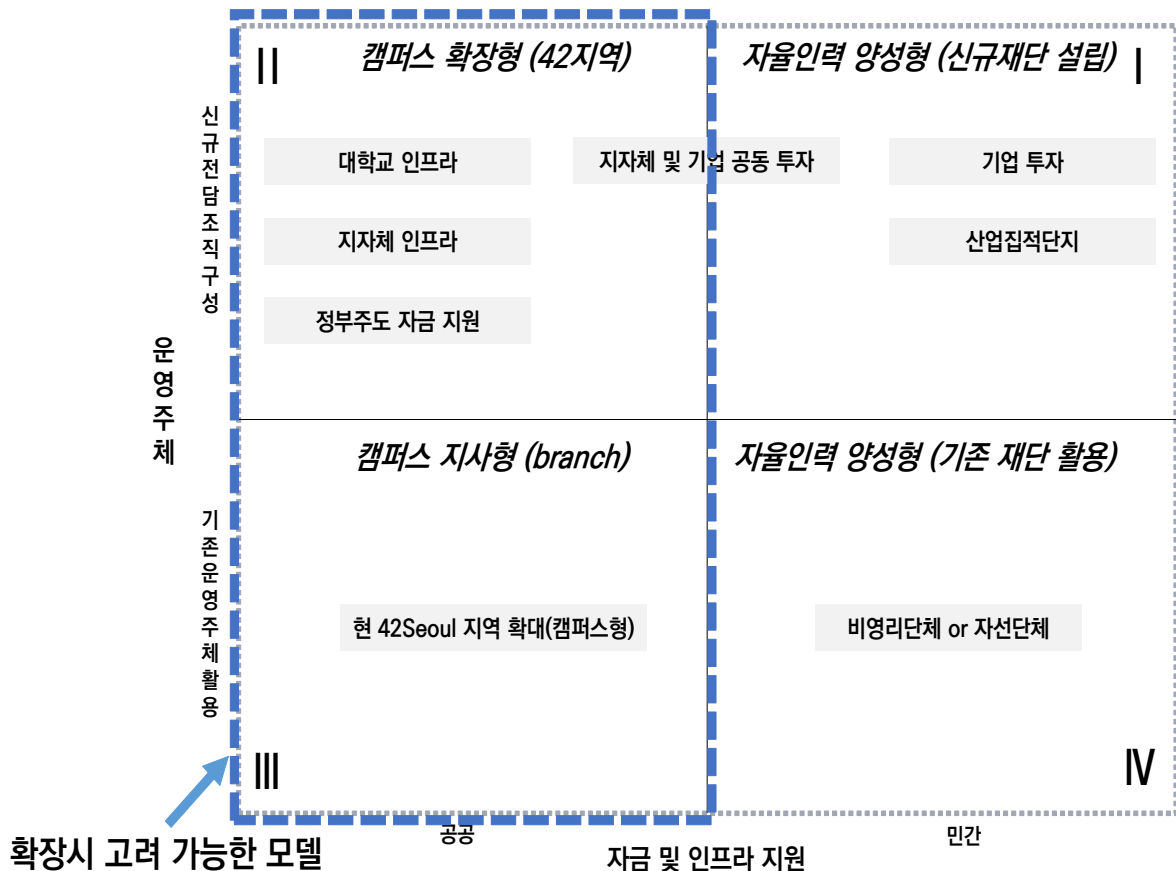 II
캠퍼스 확장형 (42지역)
자율인력 양성형 (신규재단 설립)
I
신규전담조직구성
대학교 인프라
지자체 및 기업 공동 투자
기업 투자
지자체 인프라
산업집적단지
정부주도 자금 지원
운영주체
캠퍼스 지사형 (branch)
자율인력 양성형 (기존 재단 활용)
기존운영주체활용
현 42Seoul 지역 확대(캠퍼스형)
비영리단체 or 자선단체
III
IV
공공
민간
확장시 고려 가능한 모델
자금 및 인프라 지원